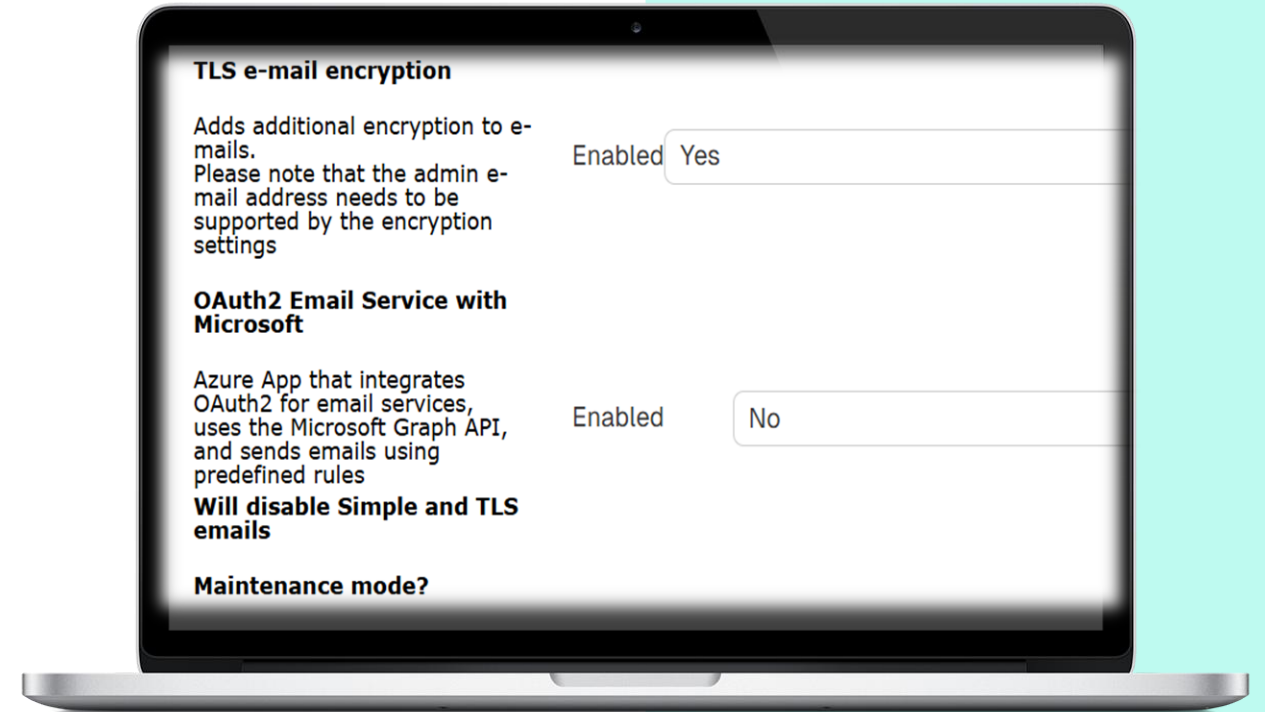 TLS e-mail encryption
Adds additional encryption to e-
mails.
Please note that the admin e-
mail address needs to be
supported by the encryption
settings
Enabled Yes
OAuth2 Email Service with
Microsoft
Azure App that integrates
OAuth2 for email services,
uses the Microsoft Graph API,
and sends emails using
predefined rules
Will disable Simple and TLS
emails
Enabled No
Maintenance mode?